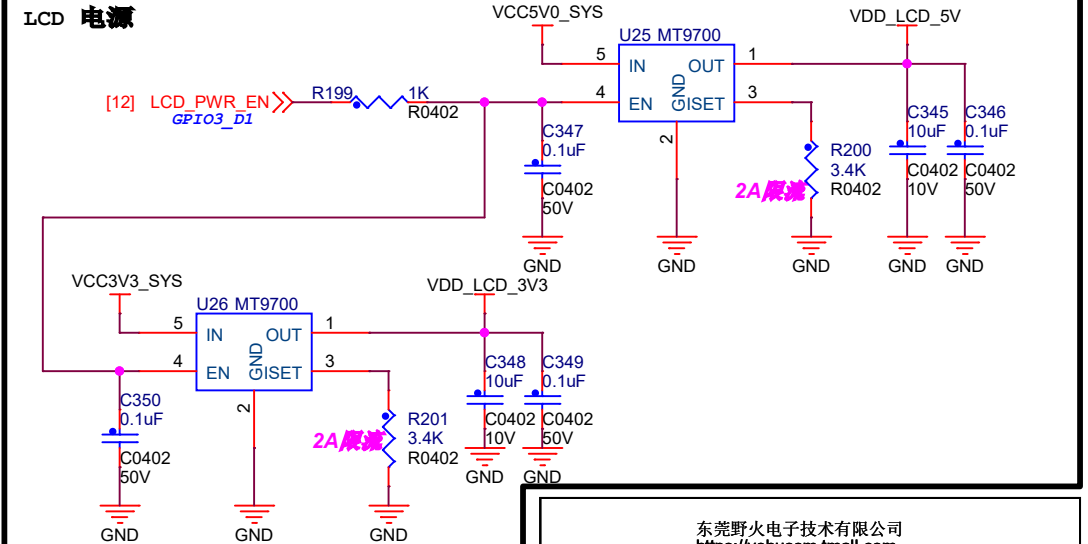 LCD 电源
VCC5V0_SYS
VDD_LCD_5V
U25 MT9700
5 IN OUT 1
4 EN GND ISET 3
2
[12] LCD_PWR_EN
GPIO3_D1
R199 1K
R0402
C347
0.1uF
C0402
50V
R200
3.4K
R0402
2A限流
C345
10uF
C0402
10V
C346
0.1uF
C0402
50V
GND GND GND GND GND
VCC3V3_SYS
VDD_LCD_3V3
U26 MT9700
5 IN OUT 1
4 EN GND ISET 3
2
C350
0.1uF
C0402
50V
R201
3.4K
R0402
2A限流
C348
10uF
C0402
10V
C349
0.1uF
C0402
50V
GND GND
GND GND GND
东莞野火电子技术有限公司